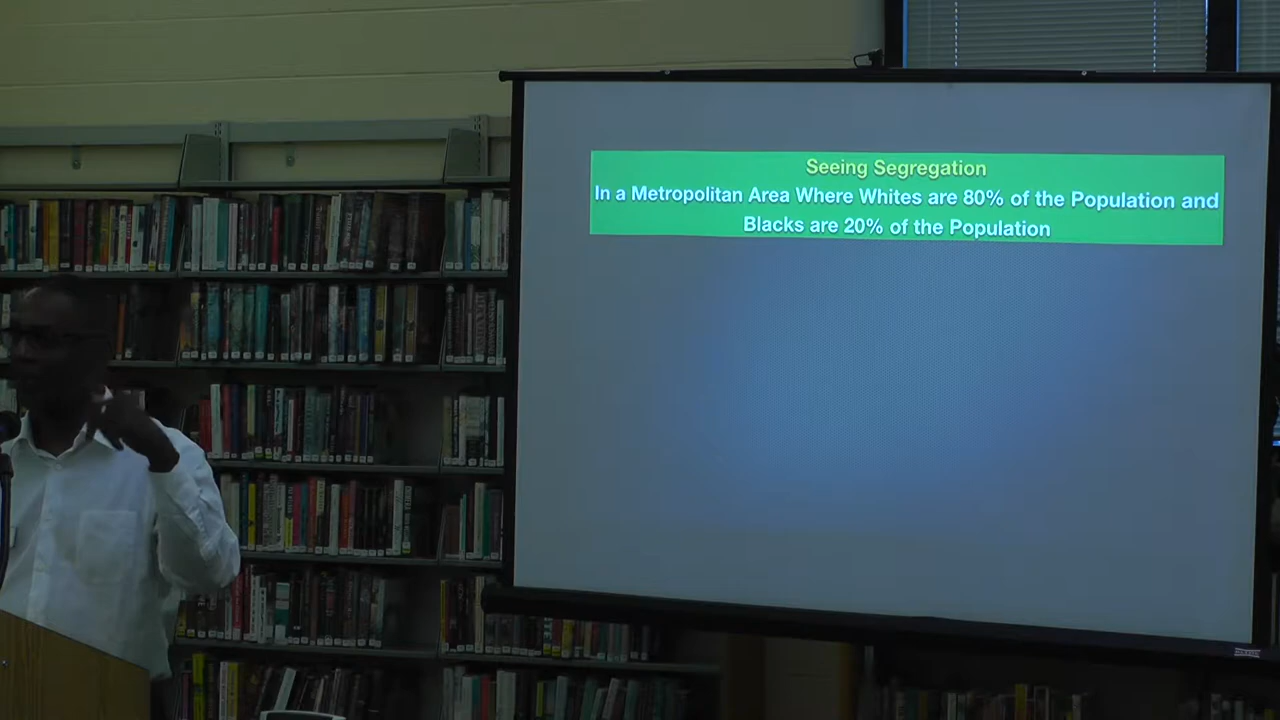 Seeing Segregation
In a Metropolitan Area Where Whites are 80% of the Population and
Blacks are 20% of the Population